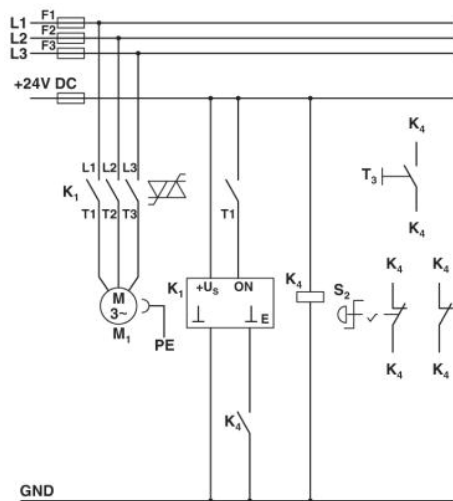 L1 F1
L2 F2
L3 F3
+24V DC
L1 L2 L3
K1
T1 T2 T3
T1
K4
T3
K4
M
3~
M1
PE
K1
+US ON
E
K4
S2
K4 K4
K4 K4
K4
GND